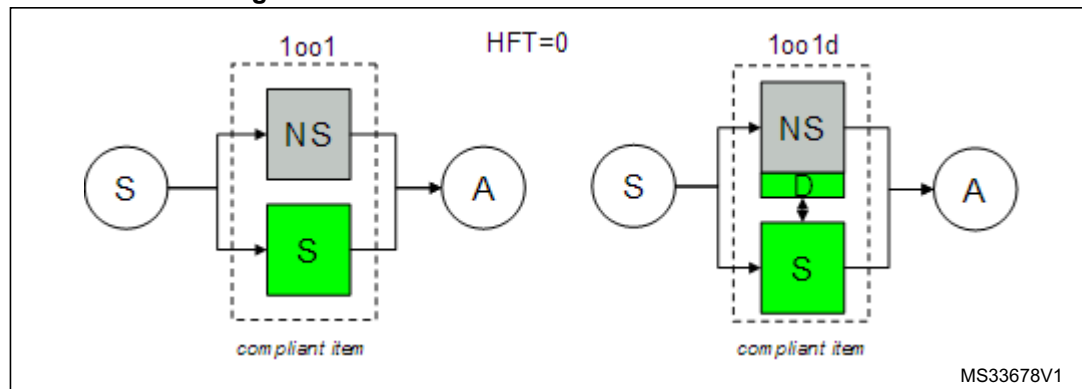 1oo1
HFT=0
1oo1d
NS
NS
D
S
A
S
A
S
S
compliant item
compliant item
MS33678V1